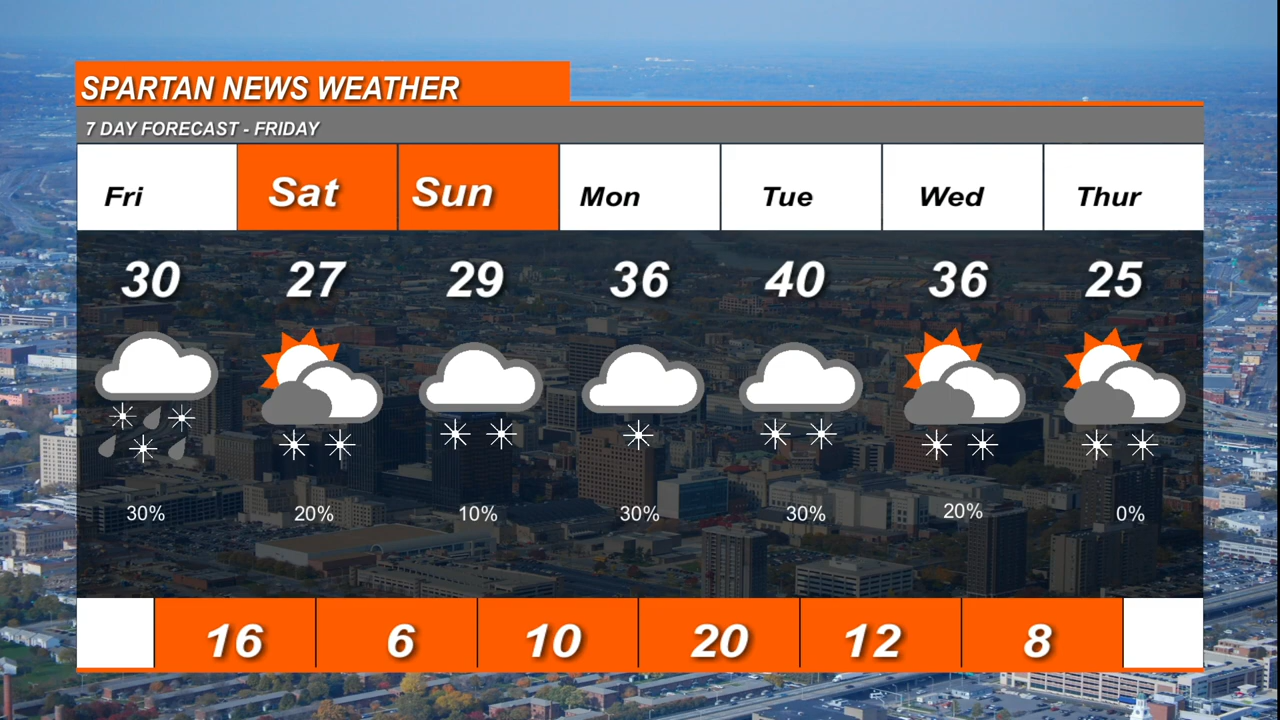 SPARTAN NEWS WEATHER
7 DAY FORECAST - FRIDAY
Fri Sat Sun Mon Tue Wed Thur
30 27 29 36 40 36 25
30% 20% 10% 30% 30% 20% 0%
16 6 10 20 12 8